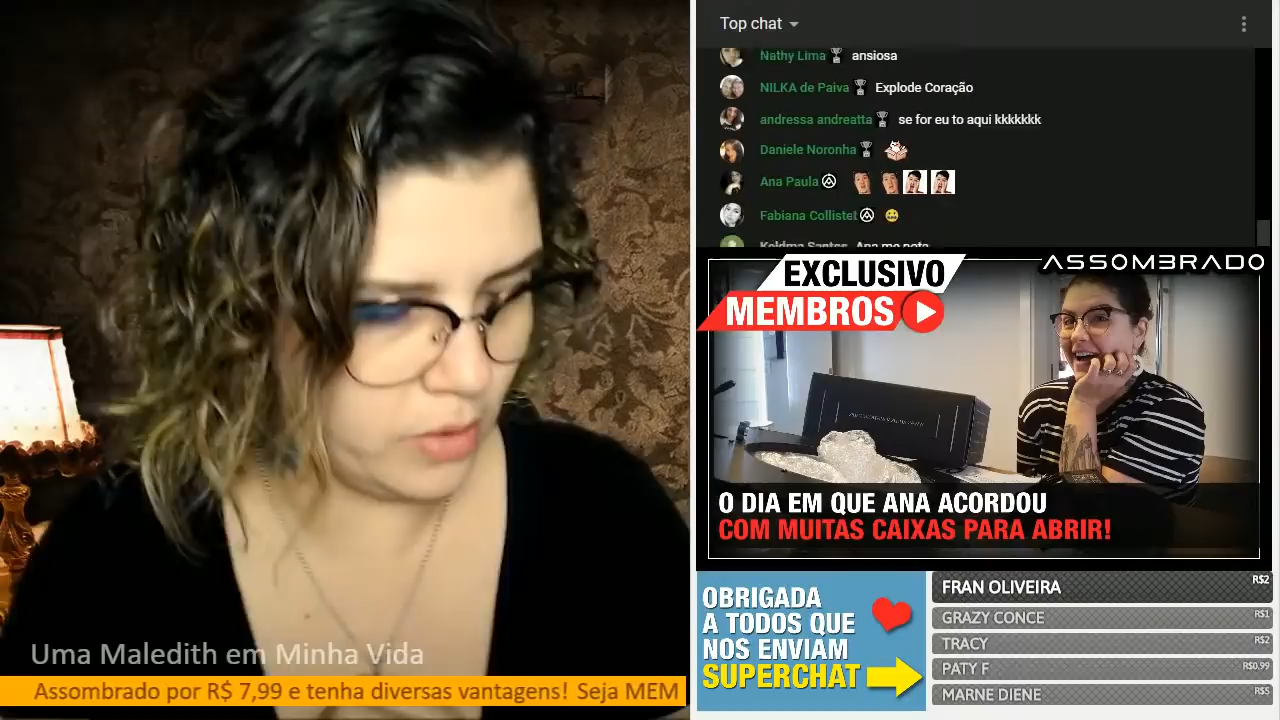 Top chat
Nathy Lima ansiosa
NILKA de Paiva Explode Coração
andressa andreatta se for eu to aqui kkkkkkk
Daniele Noronha
Ana Paula
Fabiana Collistet
Ana me nota
EXCLUSIVO
MEMBROS
ASSOMBRADO
O DIA EM QUE ANA ACORDOU
COM MUITAS CAIXAS PARA ABRIR!
OBRIGADA
A TODOS QUE
NOS ENVIAM
SUPERCHAT
FRAN OLIVEIRA R$2
GRAZY CONCE R$1
TRACY R$2
PATY F R$0.99
MARNE DIENE R$5
Uma Maledith em Minha Vida
Assombrado por R$ 7,99 e tenha diversas vantagens! Seja MEM